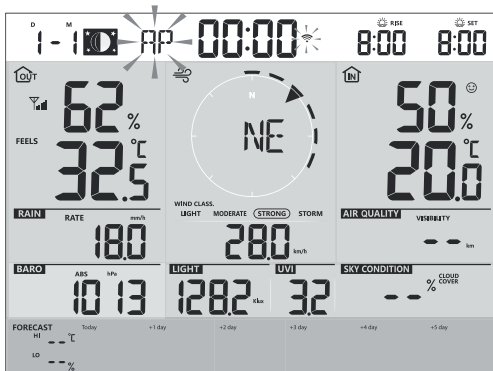 D M
1-1 AP 00:00 RISE 8:00 SET 8:00
OUT
62%
FEELS
32.5°C
N
NE
IN
50%
20.0°C
WIND CLASS.
LIGHT MODERATE STRONG STORM
28.0 km/h
RAIN RATE mm/h
18.0
AIR QUALITY VISIBILITY
-- km
BARO ABS hPa
1013
LIGHT
128.2 Klux
UVI
3.2
SKY CONDITION
-- % CLOUD COVER
FORECAST Today +1 day +2 day +3 day +4 day +5 day
HI -- °C
LO -- %